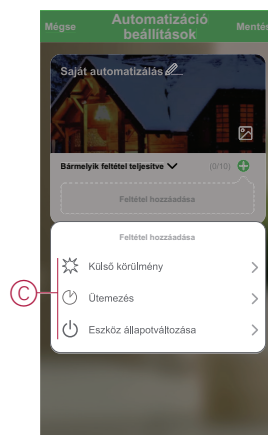 Mégse
Automatizáció
beállítások
Mentés
Saját automatizálás
Bármelyik feltétel teljesítve
(0/10)
Feltétel hozzáadása
Feltétel hozzáadása
Külső körülmény
C
Ütemezés
Eszköz állapotváltozása